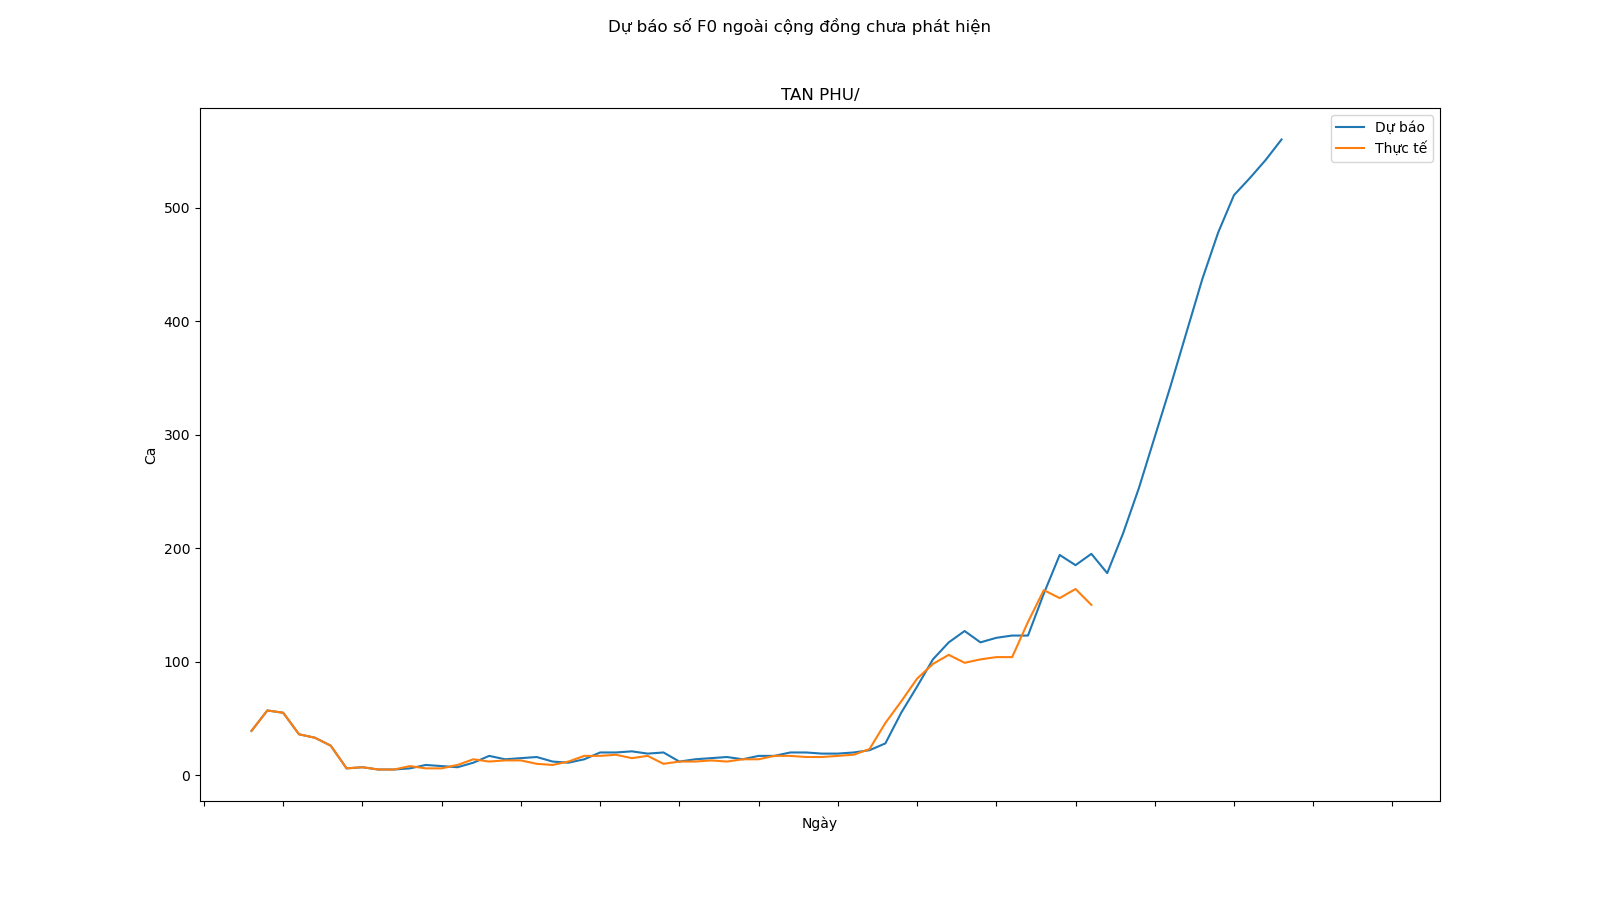 Dự báo số F0 ngoài cộng đồng chưa phát hiện
TAN PHU/
Dự báo
Thực tế
500
400
300
200
100
0
Ca
Ngày